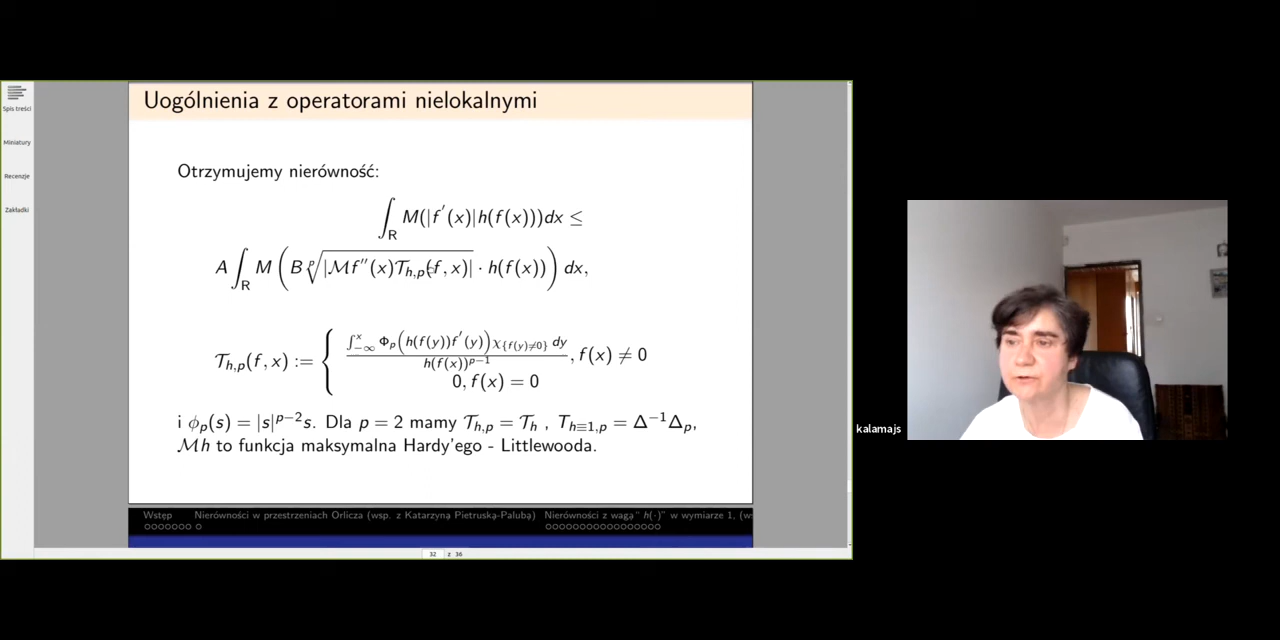 Spis treści
Miniatury
Recenzje
Zakładki
Uogólnienia z operatorami nielokalnymi
Otrzymujemy nierówność:
∫_R M(|f′(x)|h(f(x)))dx ≤
A ∫_R M ( B ᵖ√|ℳf″(x)𝒯_{h,p}(f, x)| · h(f(x)) ) dx,
𝒯_{h,p}(f, x) := { ∫_{−∞}^x Φ_p(h(f(y))f′(y))χ_{{f(y)≠0}} dy / h(f(x))^{p−1}, f(x) ≠ 0
0, f(x) = 0
i ϕ_p(s) = |s|^{p−2}s. Dla p = 2 mamy 𝒯_{h,p} = 𝒯_h , T_{h≡1,p} = Δ^{−1}Δ_p,
ℳh to funkcja maksymalna Hardy'ego - Littlewooda.
Wstęp Nierówności w przestrzeniach Orlicza (wsp. z Katarzyną Pietruską-Pałubą) Nierówności z wagą " h(·)" w wymiarze 1, (ws
32 z 36
kalamajs